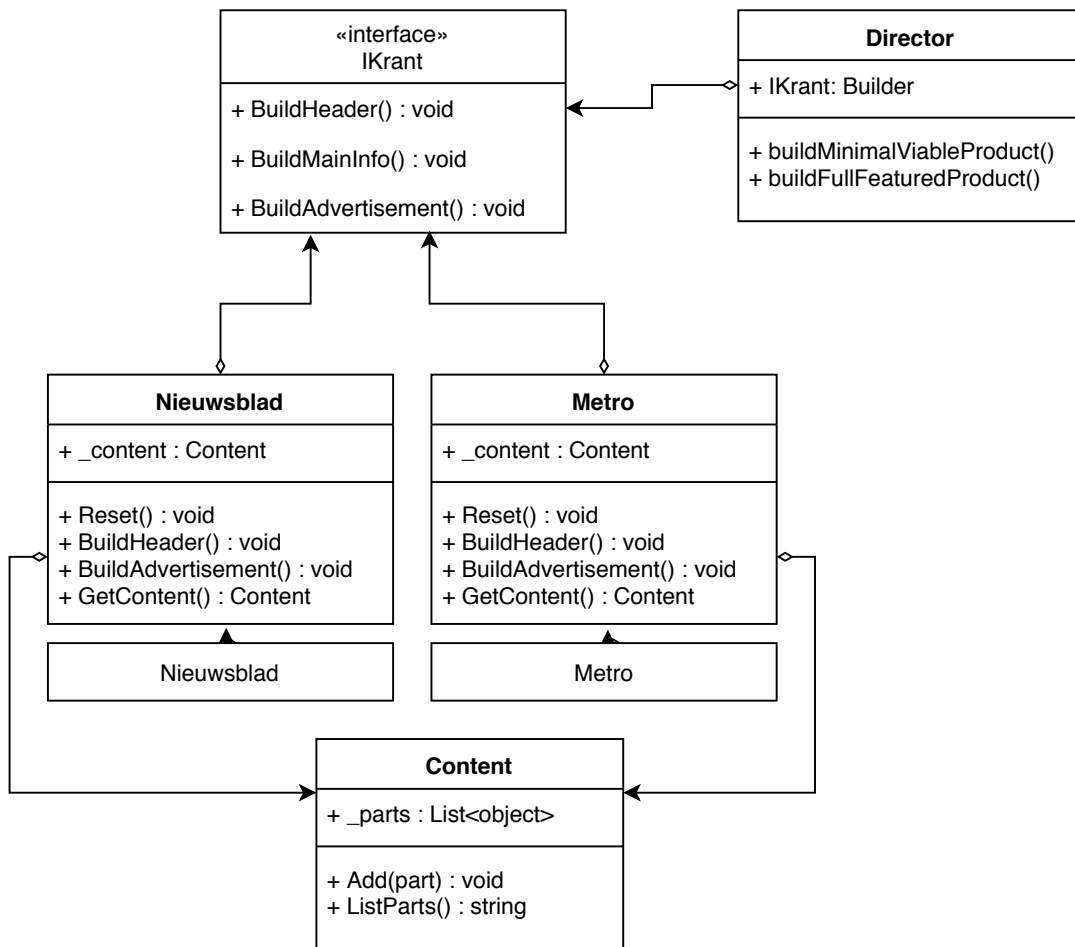 «interface»
IKrant
+ BuildHeader() : void
+ BuildMainInfo() : void
+ BuildAdvertisement() : void
Director
+ IKrant: Builder
+ buildMinimalViableProduct()
+ buildFullFeaturedProduct()
Nieuwsblad
+ _content : Content
+ Reset() : void
+ BuildHeader() : void
+ BuildAdvertisement() : void
+ GetContent() : Content
Nieuwsblad
Metro
+ _content : Content
+ Reset() : void
+ BuildHeader() : void
+ BuildAdvertisement() : void
+ GetContent() : Content
Metro
Content
+ _parts : List<object>
+ Add(part) : void
+ ListParts() : string